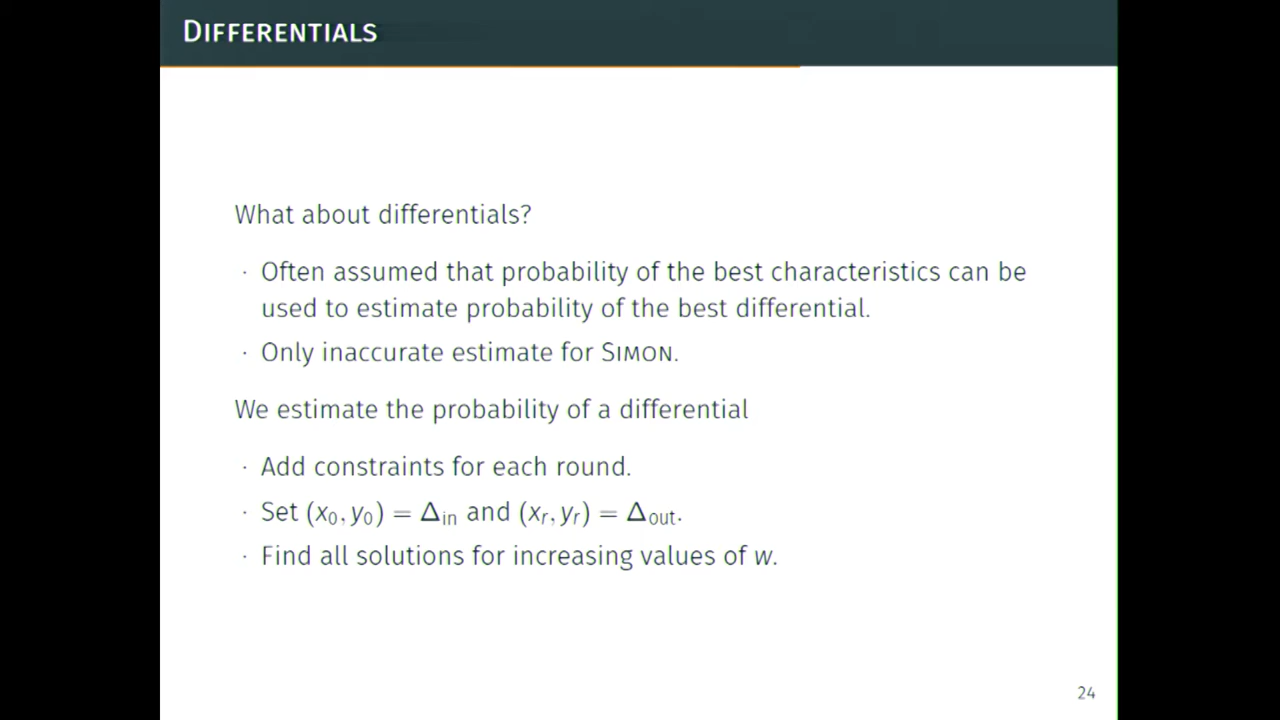 DIFFERENTIALS
What about differentials?
· Often assumed that probability of the best characteristics can be
used to estimate probability of the best differential.
· Only inaccurate estimate for SIMON.
We estimate the probability of a differential
· Add constraints for each round.
· Set (x₀, y₀) = Δin and (xᵣ, yᵣ) = Δout.
· Find all solutions for increasing values of w.
24